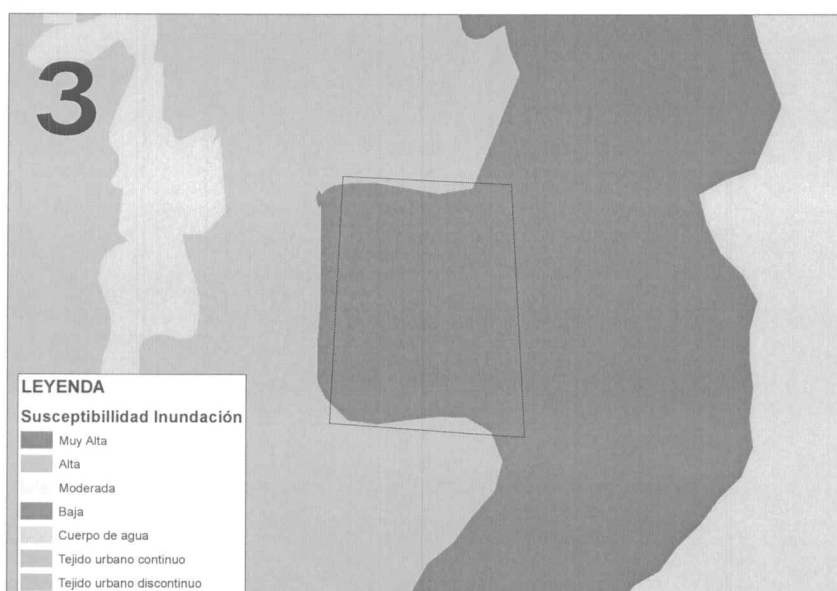 3
LEYENDA
Susceptibillidad Inundación
Muy Alta
Alta
Moderada
Baja
Cuerpo de agua
Tejido urbano continuo
Tejido urbano discontinuo